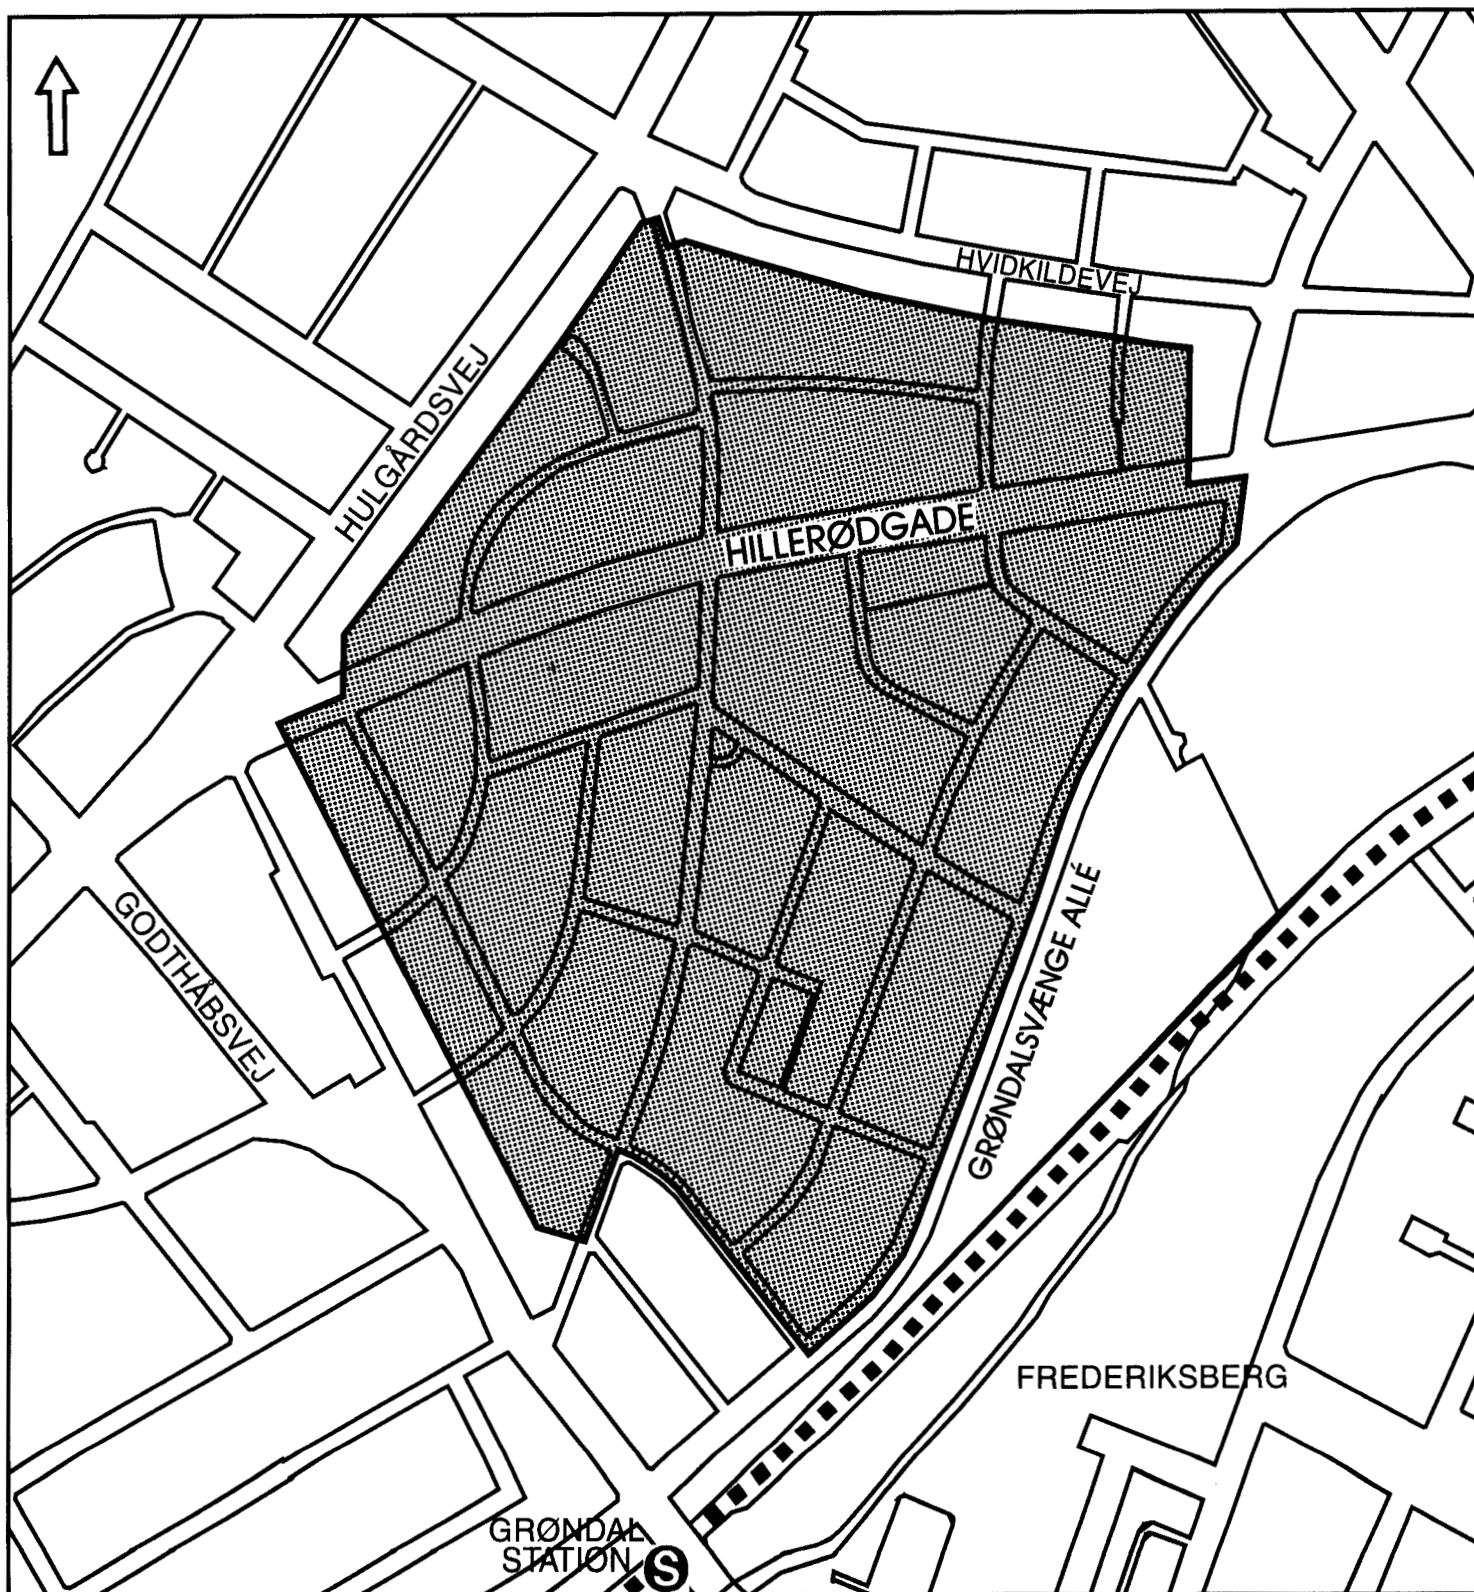 HVIDKILDEVEJ
HULGÅRDSVEJ
HILLERØDGADE
GODTHÅBSVEJ
GRØNDALSVÆNGE ALLÉ
FREDERIKSBERG
GRØNDAL
STATION
S